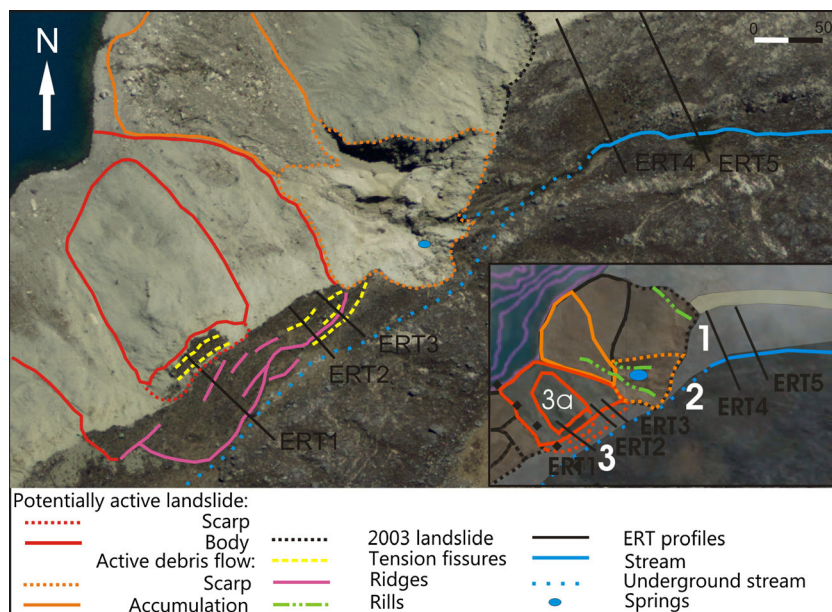 N
0 50
ERT4
ERT5
ERT3
ERT2
ERT1
1
2
3a
3
ERT5
ERT4
ERT3
ERT2
ERT1
Potentially active landslide:
Scarp
Body
Active debris flow:
Scarp
Accumulation
2003 landslide
Tension fissures
Ridges
Rills
ERT profiles
Stream
Underground stream
Springs